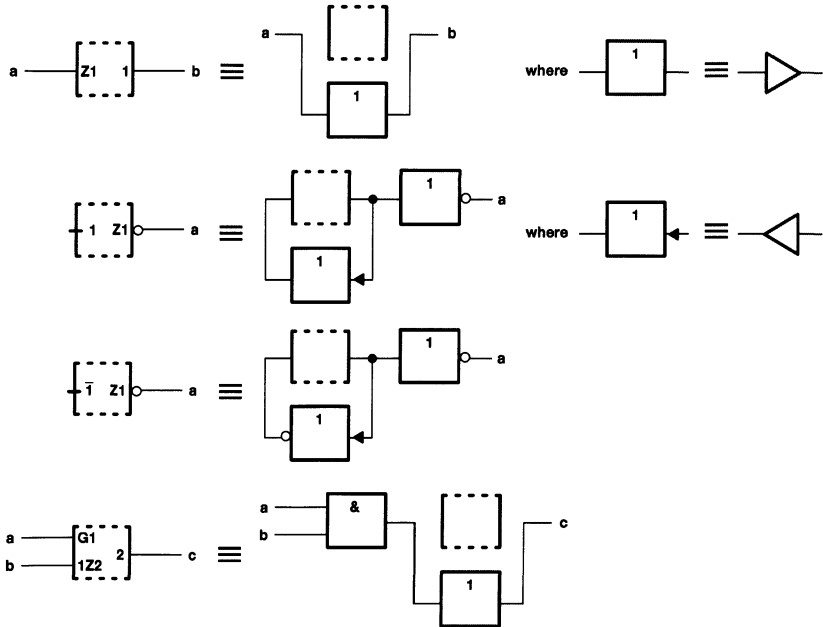 a Z1 1 b ≡ a 1 b where 1 ≡
1 Z1 a ≡ 1 1 a where 1 ≡
1̅ Z1 a ≡ 1 1 a
a b G1 1Z2 2 c ≡ a b & 1 c